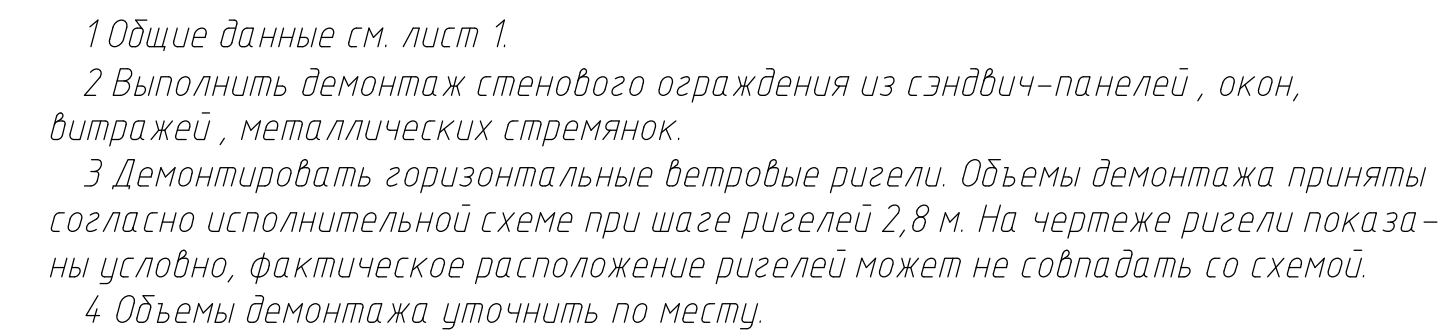 1 Общие данные см. лист 1.
2 Выполнить демонтаж стенового ограждения из сэндвич-панелей , окон,
витражей , металлических стремянок.
3 Демонтировать горизонтальные ветровые ригели. Объемы демонтажа приняты
согласно исполнительной схеме при шаге ригелей 2,8 м. На чертеже ригели показа-
ны условно, фактическое расположение ригелей может не совпадать со схемой.
4 Объемы демонтажа уточнить по месту.